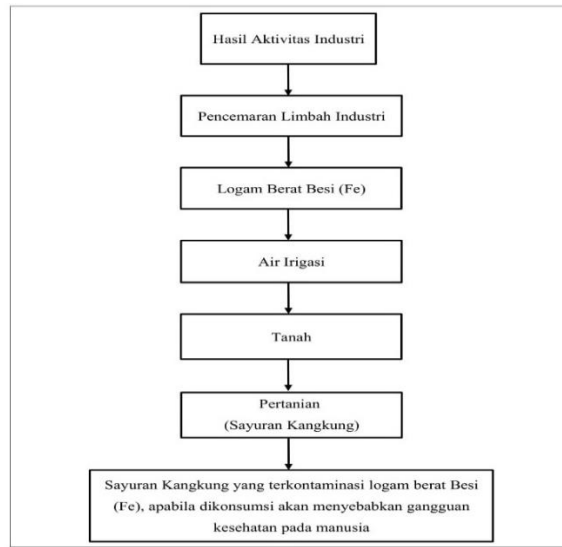 Hasil Aktivitas Industri
Pencemaran Limbah Industri
Logam Berat Besi (Fe)
Air Irigasi
Tanah
Pertanian
(Sayuran Kangkung)
Sayuran Kangkung yang terkontaminasi logam berat Besi
(Fe), apabila dikonsumsi akan menyebabkan gangguan
kesehatan pada manusia